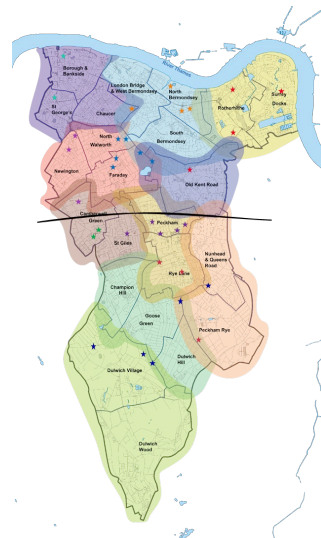 River Thames
Borough &
Bankside
London Bridge
& West Bermondsey
North
Bermondsey
Surrey
Docks
Rotherhithe
St
George's
Chaucer
South
Bermondsey
North
Walworth
Newington
Faraday
Old Kent Road
Camberwell
Green
Peckham
St Giles
Nunhead
& Queens
Road
Rye Lane
Champion
Hill
Goose
Green
Peckham Rye
Dulwich
Hill
Dulwich Village
Dulwich
Wood